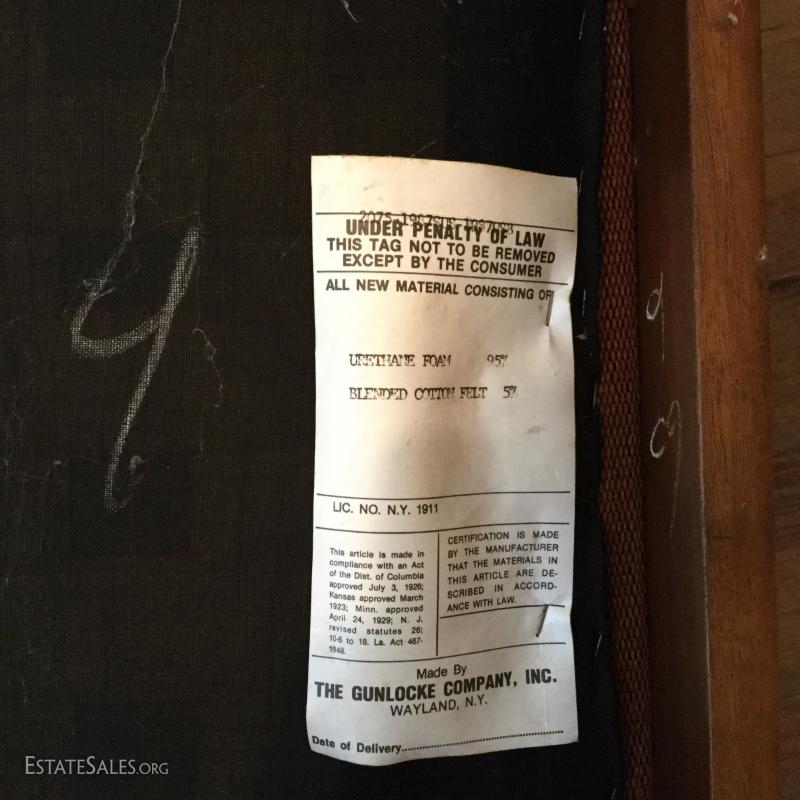 UNDER PENALTY OF LAW
THIS TAG NOT TO BE REMOVED
EXCEPT BY THE CONSUMER
ALL NEW MATERIAL CONSISTING OF
URETHANE FOAM 95%
BLENDED COTTON FELT 5%
LIC. NO. N.Y. 1911
This article is made in
compliance with an Act
of the Dist. of Columbia
approved July 3, 1926;
Kansas approved March
1923; Minn. approved
April 24, 1929; N. J.
revised statutes 26;
10-6 to 18. La. Act 467-
1948.
CERTIFICATION IS MADE
BY THE MANUFACTURER
THAT THE MATERIALS IN
THIS ARTICLE ARE DE-
SCRIBED IN ACCORD-
ANCE WITH LAW.
Made By
THE GUNLOCKE COMPANY, INC.
WAYLAND, N.Y.
Date of Delivery
9
9
ESTATESALES.ORG